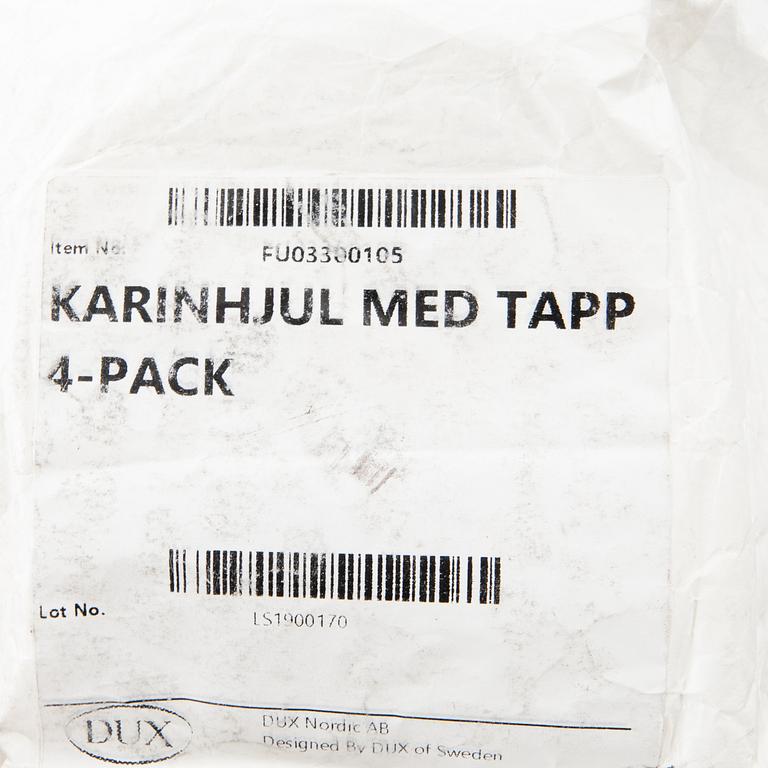 Item No.
FU03300105
KARINHJUL MED TAPP
4-PACK
Lot No.
LS1900170
DUX
DUX Nordic AB
Designed By DUX of Sweden